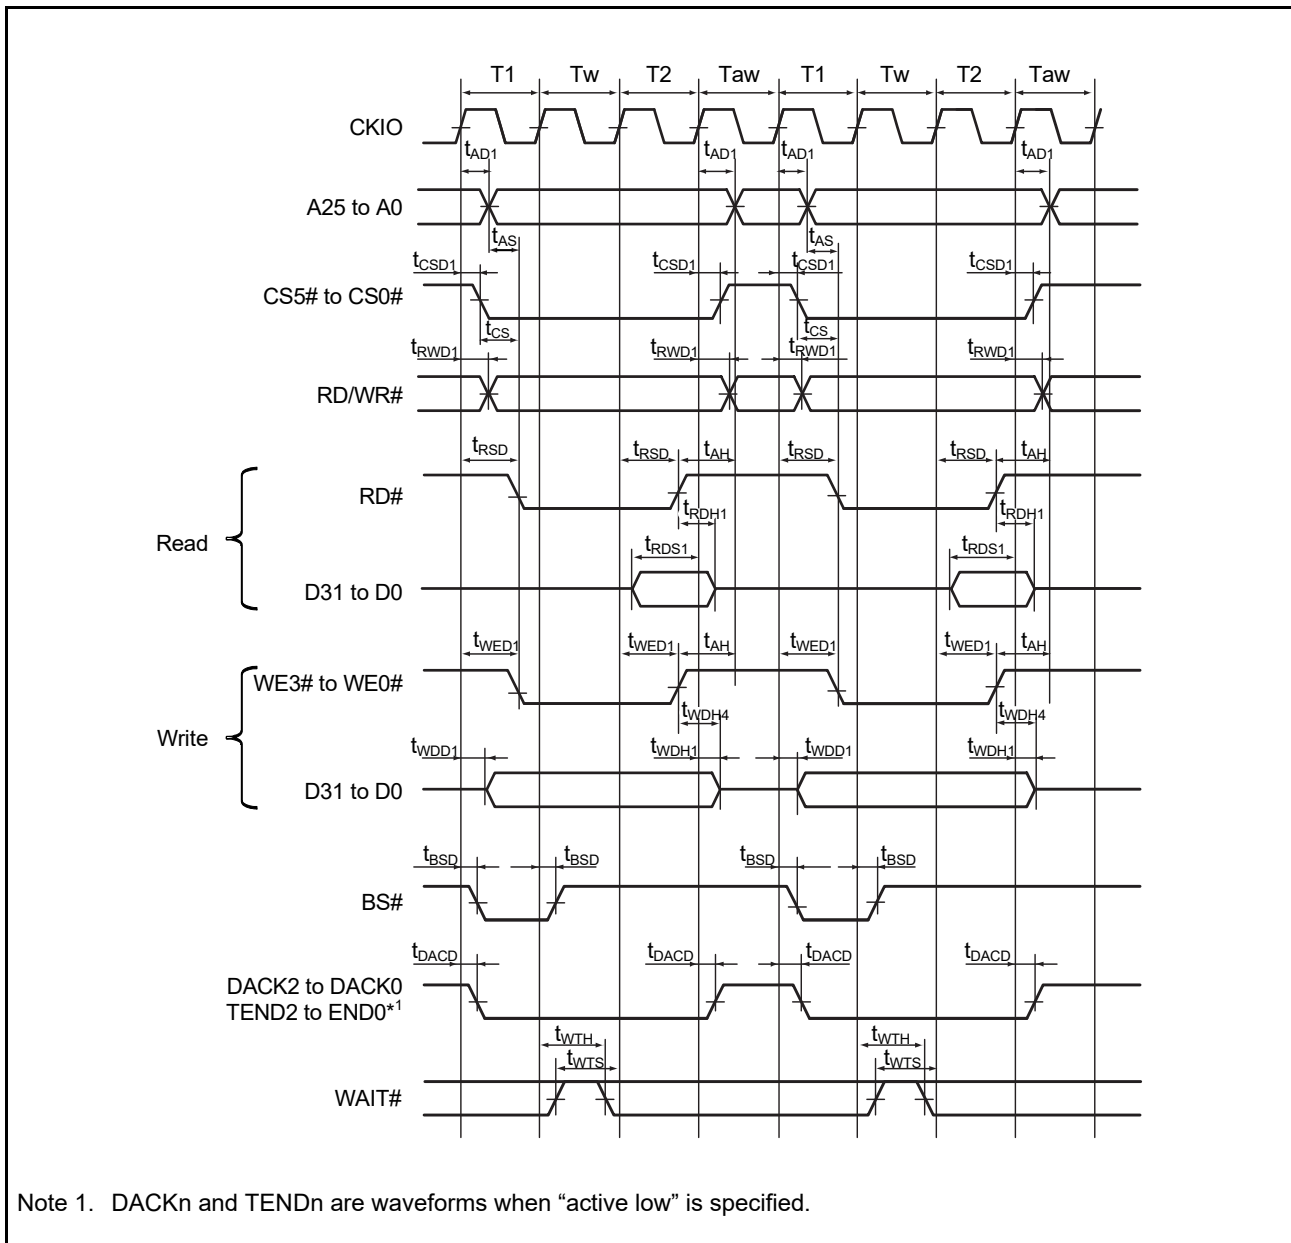 T1 Tw T2 Taw T1 Tw T2 Taw
CKIO
tAD1 tAD1 tAD1 tAD1
A25 to A0
tAS tAS
tCSD1 tCSD1 tCSD1 tCSD1
CS5# to CS0#
tCS tCS
tRWD1 tRWD1 tRWD1 tRWD1
RD/WR#
tRSD tRSD tAH tRSD tRSD tAH
RD#
tRDH1 tRDH1
Read
tRDS1 tRDS1
D31 to D0
tWED1 tWED1 tAH tWED1 tWED1 tAH
WE3# to WE0#
tWDH4 tWDH4
Write
tWDD1 tWDH1 tWDD1 tWDH1
D31 to D0
tBSD tBSD tBSD tBSD
BS#
tDACD tDACD tDACD tDACD
DACK2 to DACK0
TEND2 to END0*1
tWTH tWTH
tWTS tWTS
WAIT#
Note 1. DACKn and TENDn are waveforms when “active low” is specified.